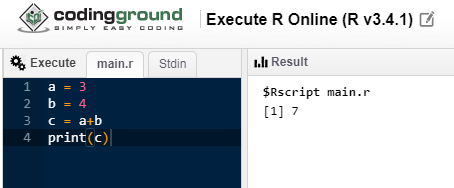 codingground
SIMPLY EASY CODING
Execute R Online (R v3.4.1)
Execute
main.r
Stdin
1 a = 3
2 b = 4
3 c = a+b
4 print(c)
Result
$Rscript main.r
[1] 7